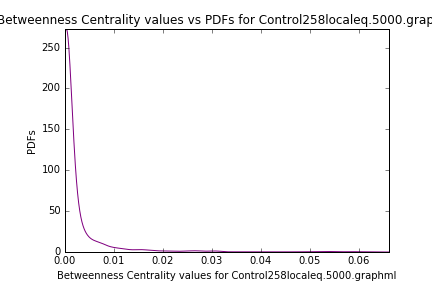 Betweenness Centrality values vs PDFs for Control258localeq.5000.grap
250
200
150
100
50
0
PDFs
0.00 0.01 0.02 0.03 0.04 0.05 0.06
Betweenness Centrality values for Control258localeq.5000.graphml